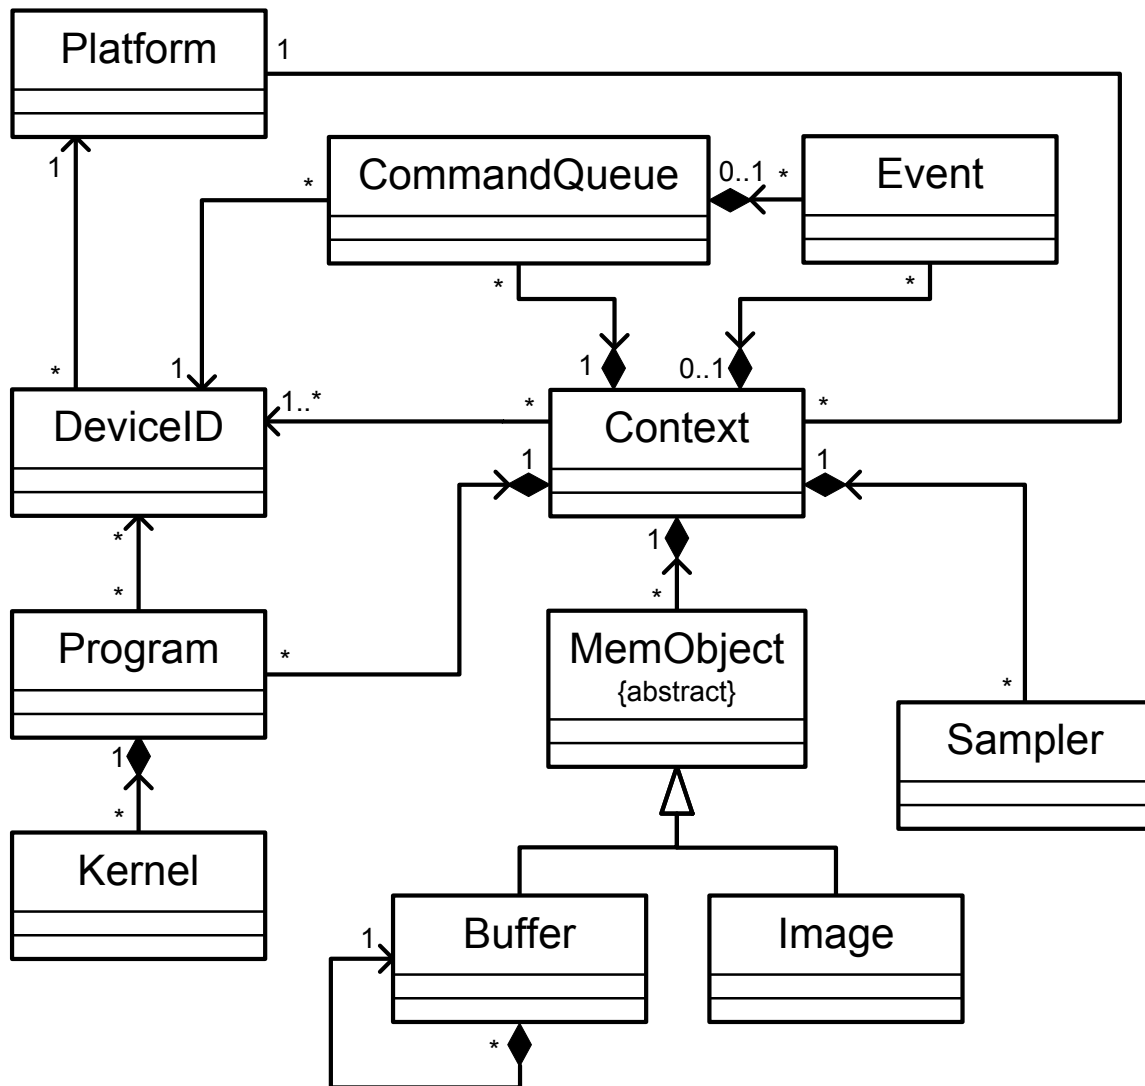 Platform
1
1
*
CommandQueue
0..1
*
Event
*
*
1
1
0..1
*
DeviceID
1..*
*
Context
*
1
1
*
1
*
*
Program
*
MemObject
{abstract}
*
Sampler
1
*
Kernel
1
Buffer
Image
*